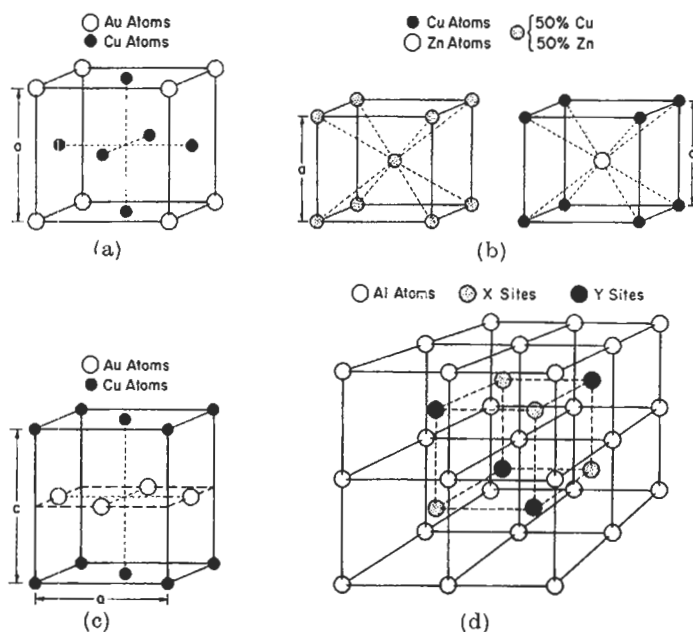 Au Atoms
Cu Atoms
a
(a)
Cu Atoms
Zn Atoms
50% Cu
50% Zn
a
a
(b)
Au Atoms
Cu Atoms
c
a
(c)
Al Atoms X Sites Y Sites
(d)